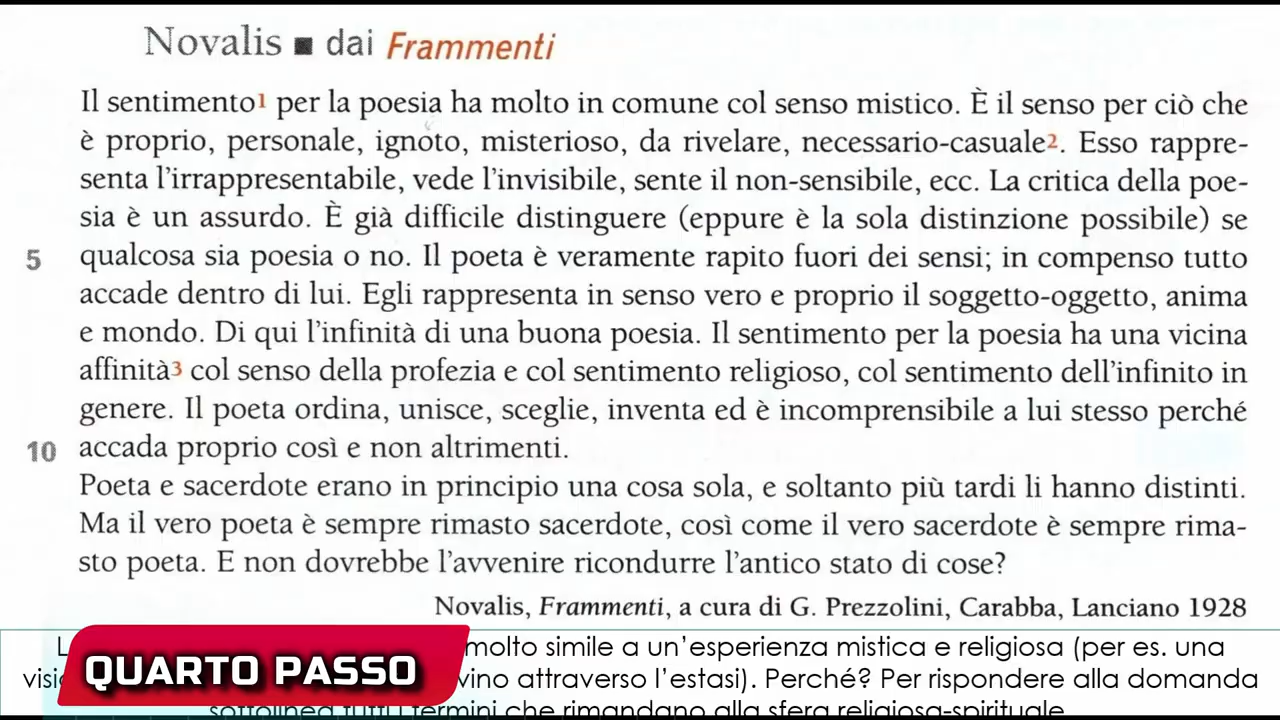 Novalis ■ dai Frammenti
Il sentimento1 per la poesia ha molto in comune col senso mistico. È il senso per ciò che
è proprio, personale, ignoto, misterioso, da rivelare, necessario-casuale2. Esso rappre-
senta l'irrappresentabile, vede l'invisibile, sente il non-sensibile, ecc. La critica della poe-
sia è un assurdo. È già difficile distinguere (eppure è la sola distinzione possibile) se
5 qualcosa sia poesia o no. Il poeta è veramente rapito fuori dei sensi; in compenso tutto
accade dentro di lui. Egli rappresenta in senso vero e proprio il soggetto-oggetto, anima
e mondo. Di qui l'infinità di una buona poesia. Il sentimento per la poesia ha una vicina
affinità3 col senso della profezia e col sentimento religioso, col sentimento dell'infinito in
genere. Il poeta ordina, unisce, sceglie, inventa ed è incomprensibile a lui stesso perché
10 accada proprio così e non altrimenti.
Poeta e sacerdote erano in principio una cosa sola, e soltanto più tardi li hanno distinti.
Ma il vero poeta è sempre rimasto sacerdote, così come il vero sacerdote è sempre rima-
sto poeta. E non dovrebbe l'avvenire ricondurre l'antico stato di cose?
Novalis, Frammenti, a cura di G. Prezzolini, Carabba, Lanciano 1928
molto simile a un'esperienza mistica e religiosa (per es. una
QUARTO PASSO
attraverso l'estasi). Perché? Per rispondere alla domanda
sottolinea tutti i termini che rimandano alla sfera religiosa-spirituale